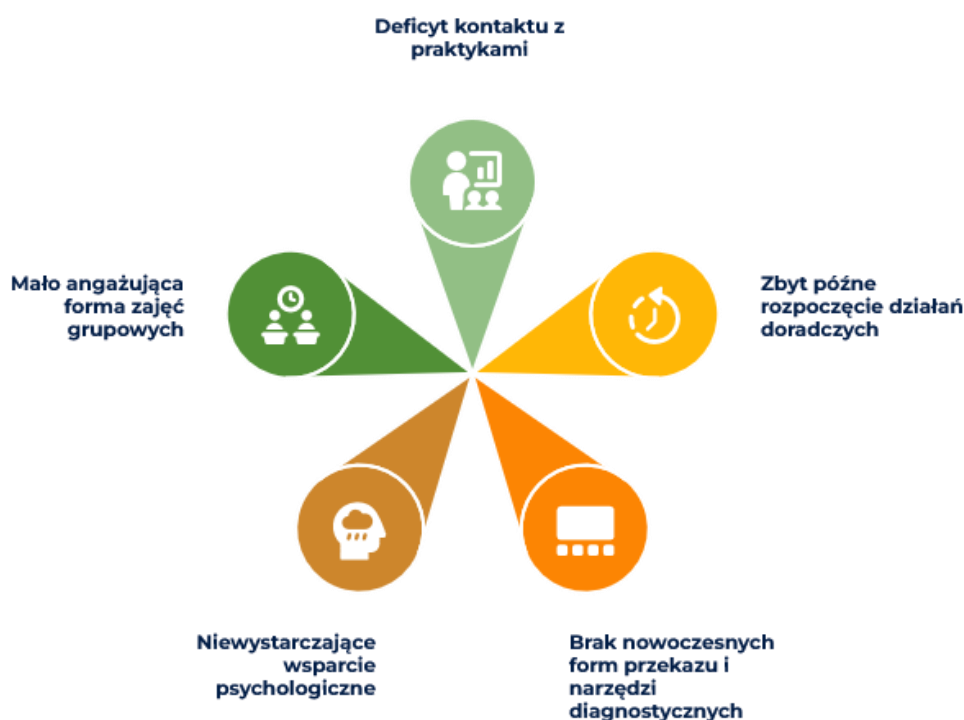 Deficyt kontaktu z
praktykami
Mało angażująca
forma zajęć
grupowych
Zbyt późne
rozpoczęcie działań
doradczych
Niewystarczające
wsparcie
psychologiczne
Brak nowoczesnych
form przekazu i
narzędzi
diagnostycznych